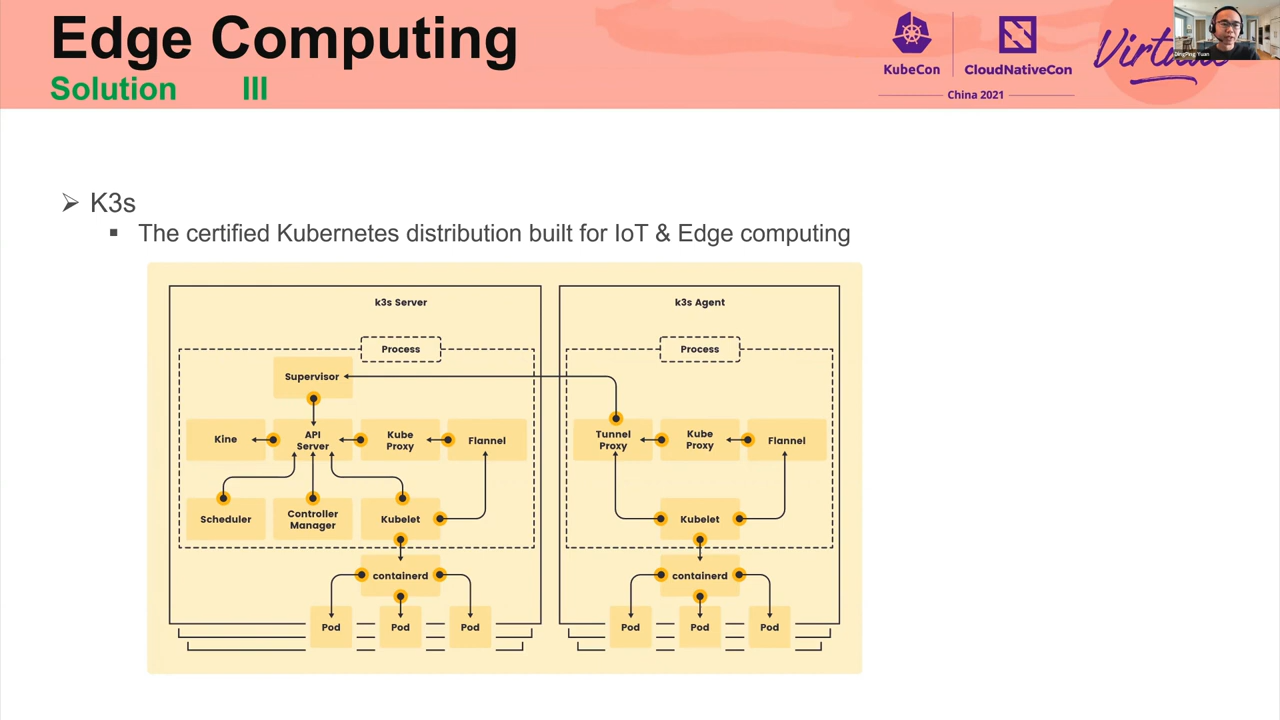 Edge Computing
Solution III
KubeCon
CloudNativeCon
China 2021
Virtual
DingPing Yuan
K3s
The certified Kubernetes distribution built for IoT & Edge computing
k3s Server
Process
Supervisor
Kine
API
Server
Kube
Proxy
Flannel
Scheduler
Controller
Manager
Kubelet
containerd
Pod
Pod
Pod
k3s Agent
Process
Tunnel
Proxy
Kube
Proxy
Flannel
Kubelet
containerd
Pod
Pod
Pod